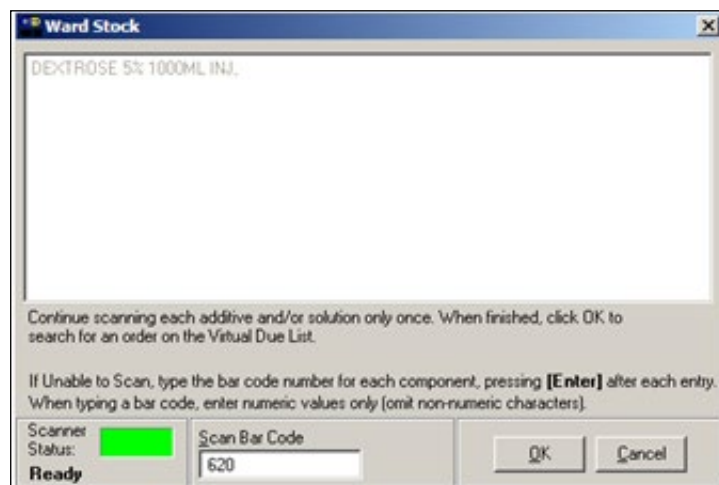 Ward Stock
DEXTROSE 5% 1000ML INJ,
Continue scanning each additive and/or solution only once. When finished, click OK to
search for an order on the Virtual Due List.
If Unable to Scan, type the bar code number for each component, pressing [Enter] after each entry.
When typing a bar code, enter numeric values only (omit non-numeric characters).
Scanner
Status:
Ready
Scan Bar Code
620
OK
Cancel